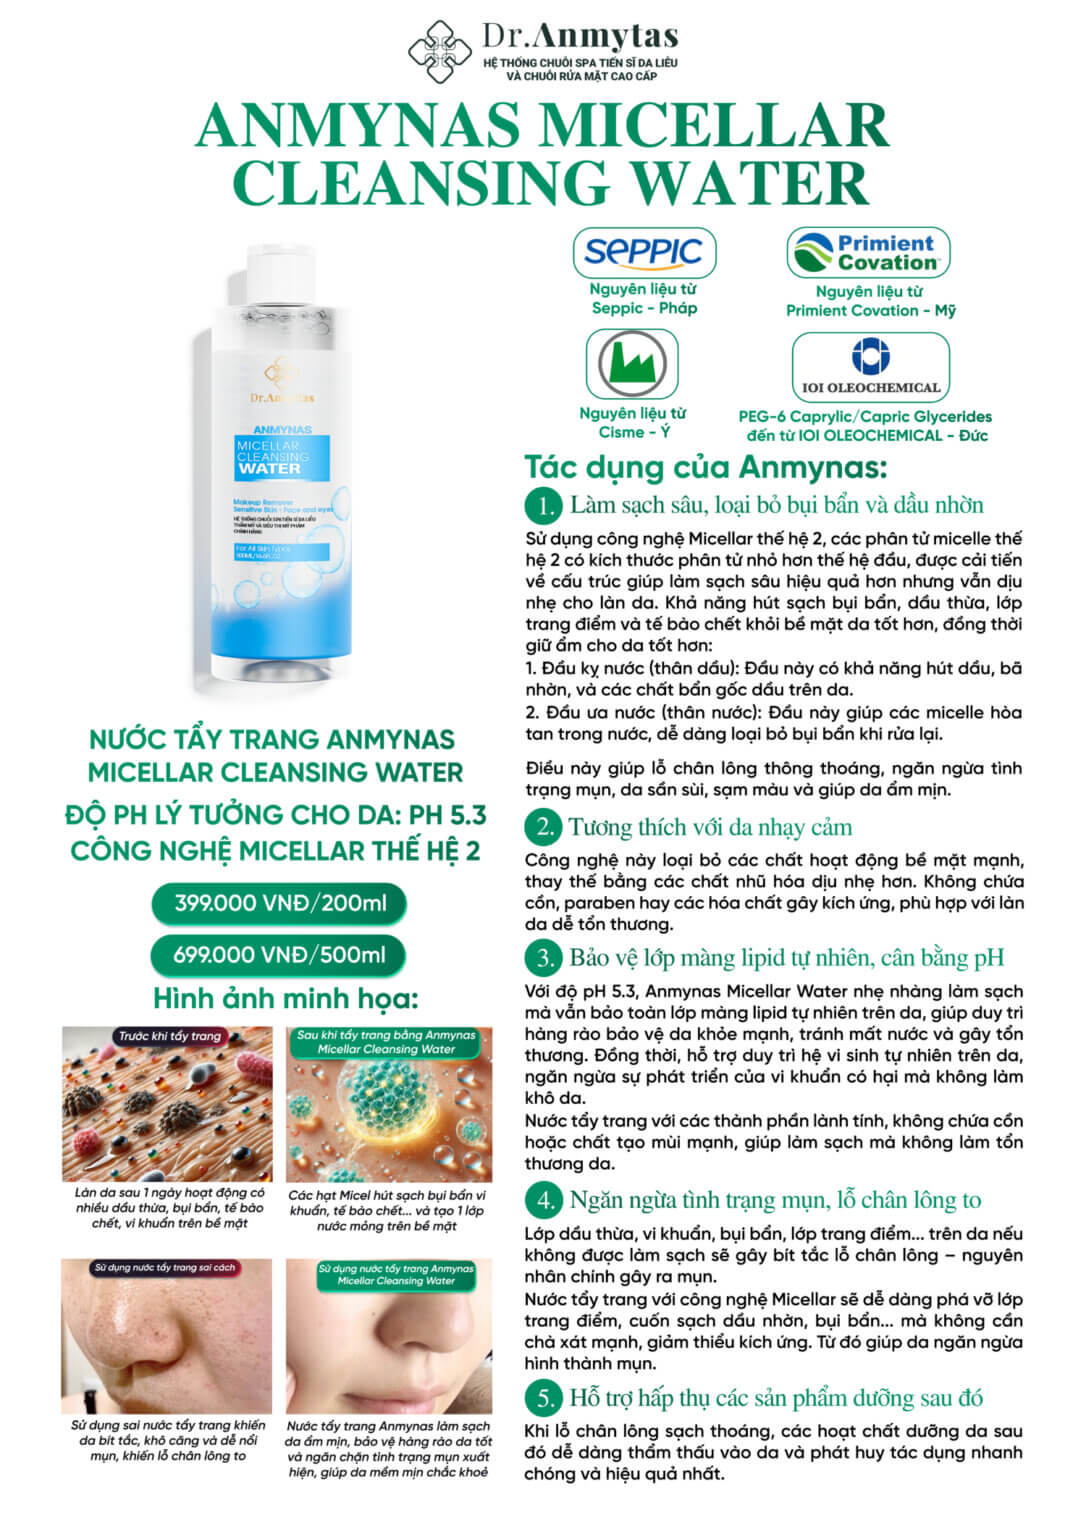 Dr.Anmytas
HỆ THỐNG CHUỖI SPA TIẾN SĨ DA LIỄU
VÀ CHUỖI RỬA MẶT CAO CẤP
ANMYNAS MICELLAR
CLEANSING WATER
Dr.Anmytas
ANMYNAS
MICELLAR
CLEANSING
WATER
Makeup Remover
Sensitive Skin - Face and eyes
HỆ THỐNG CHUỖI SPA TIẾN SĨ DA LIỄU
THẨM MỸ VÀ SIÊU THỊ MỸ PHẨM
CHÍNH HÃNG
For All Skin Types
NƯỚC TẨY TRANG ANMYNAS
MICELLAR CLEANSING WATER
ĐỘ PH LÝ TƯỞNG CHO DA: PH 5.3
CÔNG NGHỆ MICELLAR THẾ HỆ 2
399.000 VNĐ/200ml
699.000 VNĐ/500ml
Hình ảnh minh họa:
Trước khi tẩy trang
Làn da sau 1 ngày hoạt động có
nhiều dầu thừa, bụi bẩn, tế bào
chết, vi khuẩn trên bề mặt
Sau khi tẩy trang bằng Anmynas
Micellar Cleansing Water
Các hạt Micel hút sạch bụi bẩn vi
khuẩn, tế bào chết... và tạo 1 lớp
nước mỏng trên bề mặt
Sử dụng nước tẩy trang sai cách
Sử dụng sai nước tẩy trang khiến
da bít tắc, khô căng và dễ nổi
mụn, khiến lỗ chân lông to
Sử dụng nước tẩy trang Anmynas
Micellar Cleansing Water
Nước tẩy trang Anmynas làm sạch
da ẩm mịn, bảo vệ hàng rào da tốt
và ngăn chặn tình trạng mụn xuất
hiện, giúp da mềm mịn chắc khoẻ
SEPPIC
Nguyên liệu từ
Seppic - Pháp
Primient
Covation™
Nguyên liệu từ
Primient Covation - Mỹ
Nguyên liệu từ
Cisme - Ý
IOI OLEOCHEMICAL
PEG-6 Caprylic/Capric Glycerides
đến từ IOI OLEOCHEMICAL - Đức
Tác dụng của Anmynas:
1. Làm sạch sâu, loại bỏ bụi bẩn và dầu nhờn
Sử dụng công nghệ Micellar thế hệ 2, các phân tử micelle thế
hệ 2 có kích thước phân tử nhỏ hơn thế hệ đầu, được cải tiến
về cấu trúc giúp làm sạch sâu hiệu quả hơn nhưng vẫn dịu
nhẹ cho làn da. Khả năng hút sạch bụi bẩn, dầu thừa, lớp
trang điểm và tế bào chết khỏi bề mặt da tốt hơn, đồng thời
giữ ẩm cho da tốt hơn:
1. Đầu kỵ nước (thân dầu): Đầu này có khả năng hút dầu, bã
nhờn, và các chất bẩn gốc dầu trên da.
2. Đầu ưa nước (thân nước): Đầu này giúp các micelle hòa
tan trong nước, dễ dàng loại bỏ bụi bẩn khi rửa lại.
Điều này giúp lỗ chân lông thông thoáng, ngăn ngừa tình
trạng mụn, da sần sùi, sạm màu và giúp da ẩm mịn.
2. Tương thích với da nhạy cảm
Công nghệ này loại bỏ các chất hoạt động bề mặt mạnh,
thay thế bằng các chất nhũ hóa dịu nhẹ hơn. Không chứa
cồn, paraben hay các hóa chất gây kích ứng, phù hợp với làn
da dễ tổn thương.
3. Bảo vệ lớp màng lipid tự nhiên, cân bằng pH
Với độ pH 5.3, Anmynas Micellar Water nhẹ nhàng làm sạch
mà vẫn bảo toàn lớp màng lipid tự nhiên trên da, giúp duy trì
hàng rào bảo vệ da khỏe mạnh, tránh mất nước và gây tổn
thương. Đồng thời, hỗ trợ duy trì hệ vi sinh tự nhiên trên da,
ngăn ngừa sự phát triển của vi khuẩn có hại mà không làm
khô da.
Nước tẩy trang với các thành phần lành tính, không chứa cồn
hoặc chất tạo mùi mạnh, giúp làm sạch mà không làm tổn
thương da.
4. Ngăn ngừa tình trạng mụn, lỗ chân lông to
Lớp dầu thừa, vi khuẩn, bụi bẩn, lớp trang điểm... trên da nếu
không được làm sạch sẽ gây bít tắc lỗ chân lông – nguyên
nhân chính gây ra mụn.
Nước tẩy trang với công nghệ Micellar sẽ dễ dàng phá vỡ lớp
trang điểm, cuốn sạch dầu nhờn, bụi bẩn... mà không cần
chà xát mạnh, giảm thiểu kích ứng. Từ đó giúp da ngăn ngừa
hình thành mụn.
5. Hỗ trợ hấp thụ các sản phẩm dưỡng sau đó
Khi lỗ chân lông sạch thoáng, các hoạt chất dưỡng da sau
đó dễ dàng thẩm thấu vào da và phát huy tác dụng nhanh
chóng và hiệu quả nhất.